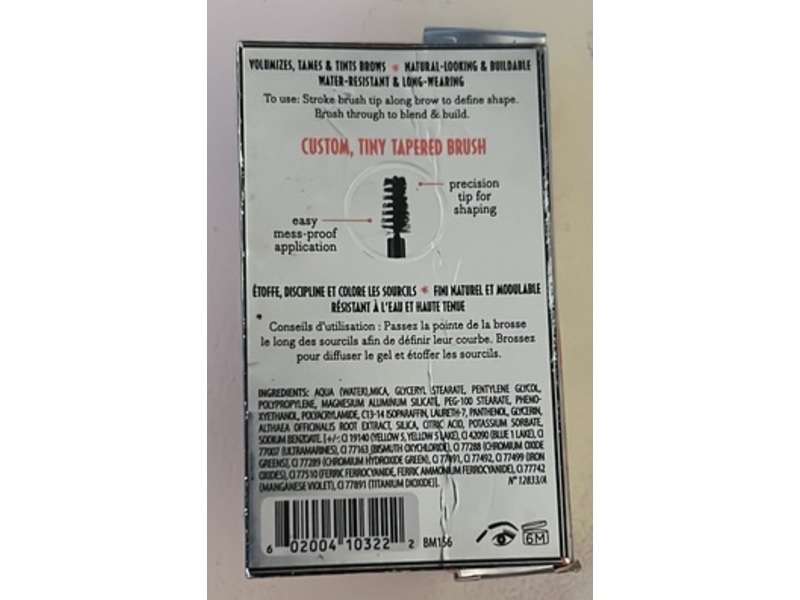 VOLUMIZES, TAMES & TINTS BROWS * NATURAL-LOOKING & BUILDABLE
WATER-RESISTANT & LONG-WEARING
To use: Stroke brush tip along brow to define shape.
Brush through to blend & build.
CUSTOM, TINY TAPERED BRUSH
precision
tip for
shaping
easy
mess-proof
application
ÉTOFFE, DISCIPLINE ET COLORE LES SOURCILS * FINI NATUREL ET MODULABLE
RÉSISTANT À L'EAU ET HAUTE TENUE
Conseils d'utilisation : Passez la pointe de la brosse
le long des sourcils afin de définir leur courbe. Brossez
pour diffuser le gel et étoffer les sourcils.
INGREDIENTS: AQUA (WATER),MICA, GLYCERYL STEARATE, PENTYLENE GLYCOL,
POLYPROPYLENE, MAGNESIUM ALUMINUM SILICATE, PEG-100 STEARATE, PHENO-
XYETHANOL, POLYACRYLAMIDE, C13-14 ISOPARAFFIN, LAURETH-7, PANTHENOL, GLYCERIN,
ALTHAEA OFFICINALIS ROOT EXTRACT, SILICA, CITRIC ACID, POTASSIUM SORBATE,
SODIUM BENZOATE. [+/-: CI 19140 (YELLOW 5, YELLOW 5 LAKE), CI 42090 (BLUE 1 LAKE), CI
77007 (ULTRAMARINES), CI 77163 (BISMUTH OXYCHLORIDE), CI 77288 (CHROMIUM OXIDE
GREENS), CI 77289 (CHROMIUM HYDROXIDE GREEN), CI 77491, CI 77492, CI 77499 (IRON
OXIDES), CI 77510 (FERRIC FERROCYANIDE, FERRIC AMMONIUM FERROCYANIDE), CI 77742
(MANGANESE VIOLET), CI 77891 (TITANIUM DIOXIDE)].
N° 12833/A
6 02004 10322 2
BM156
6M